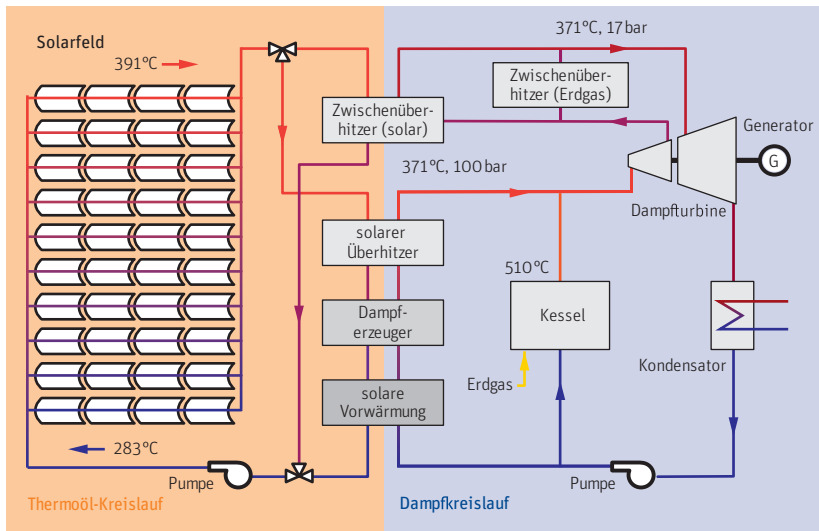 Solarfeld
391°C
371°C, 17 bar
Zwischenüber-
hitzer (Erdgas)
Zwischenüber-
hitzer (solar)
Generator
G
371°C, 100 bar
Dampfturbine
solarer
Überhitzer
510°C
Dampf-
erzeuger
Kessel
Kondensator
Erdgas
solare
Vorwärmung
283°C
Pumpe
Pumpe
Thermoöl-Kreislauf
Dampfkreislauf